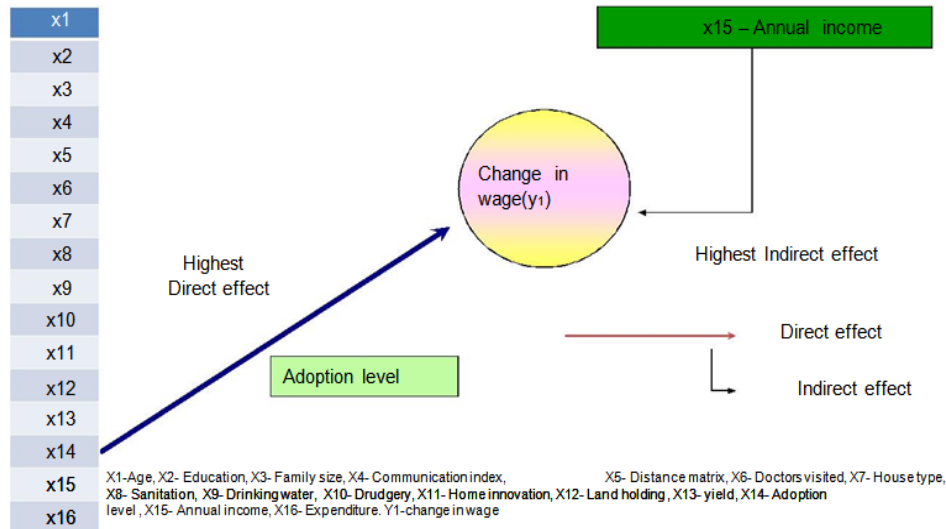 x1
x2
x3
x4
x5
x6
x7
x8
x9
x10
x11
x12
x13
x14
x15
x16
x15 – Annual income
Change in
wage(y1)
Highest
Direct effect
Highest Indirect effect
Adoption level
Direct effect
Indirect effect
X1-Age, X2- Education, X3- Family size, X4- Communication index, X5- Distance matrix, X6- Doctors visited, X7- House type,
X8- Sanitation, X9- Drinking water, X10- Drudgery, X11- Home innovation, X12- Land holding, X13- yield, X14- Adoption
level , X15- Annual income, X16- Expenditure. Y1-change in wage